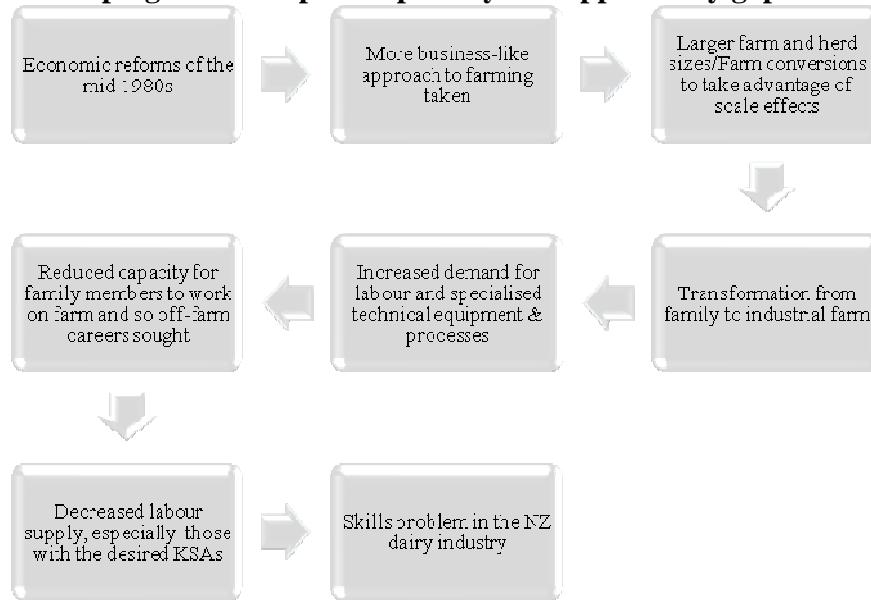 Economic reforms of the
mid 1980s
More business-like
approach to farming
taken
Larger farm and herd
sizes/Farm conversions
to take advantage of
scale effects
Transformation from
family to industrial farm
Increased demand for
labour and specialised
technical equipment &
processes
Reduced capacity for
family members to work
on farm and so off-farm
careers sought
Decreased labour
supply, especially those
with the desired KSAs
Skills problem in the NZ
dairy industry